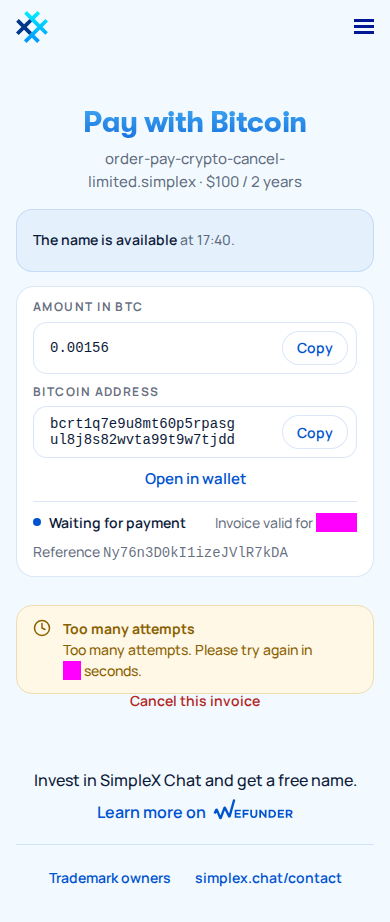 Pay with Bitcoin
order-pay-crypto-cancel-
limited.simplex · $100 / 2 years
The name is available at 17:40.
AMOUNT IN BTC
0.00156
Copy
BITCOIN ADDRESS
bcrt1q7e9u8mt60p5rpasg
ul8j8s82wvta99t9w7tjdd
Copy
Open in wallet
Waiting for payment
Invoice valid for
Reference Ny76n3D0kI1izeJVlR7kDA
Too many attempts
Too many attempts. Please try again in
seconds.
Cancel this invoice
Invest in SimpleX Chat and get a free name.
Learn more on WEFUNDER
Trademark owners
simplex.chat/contact